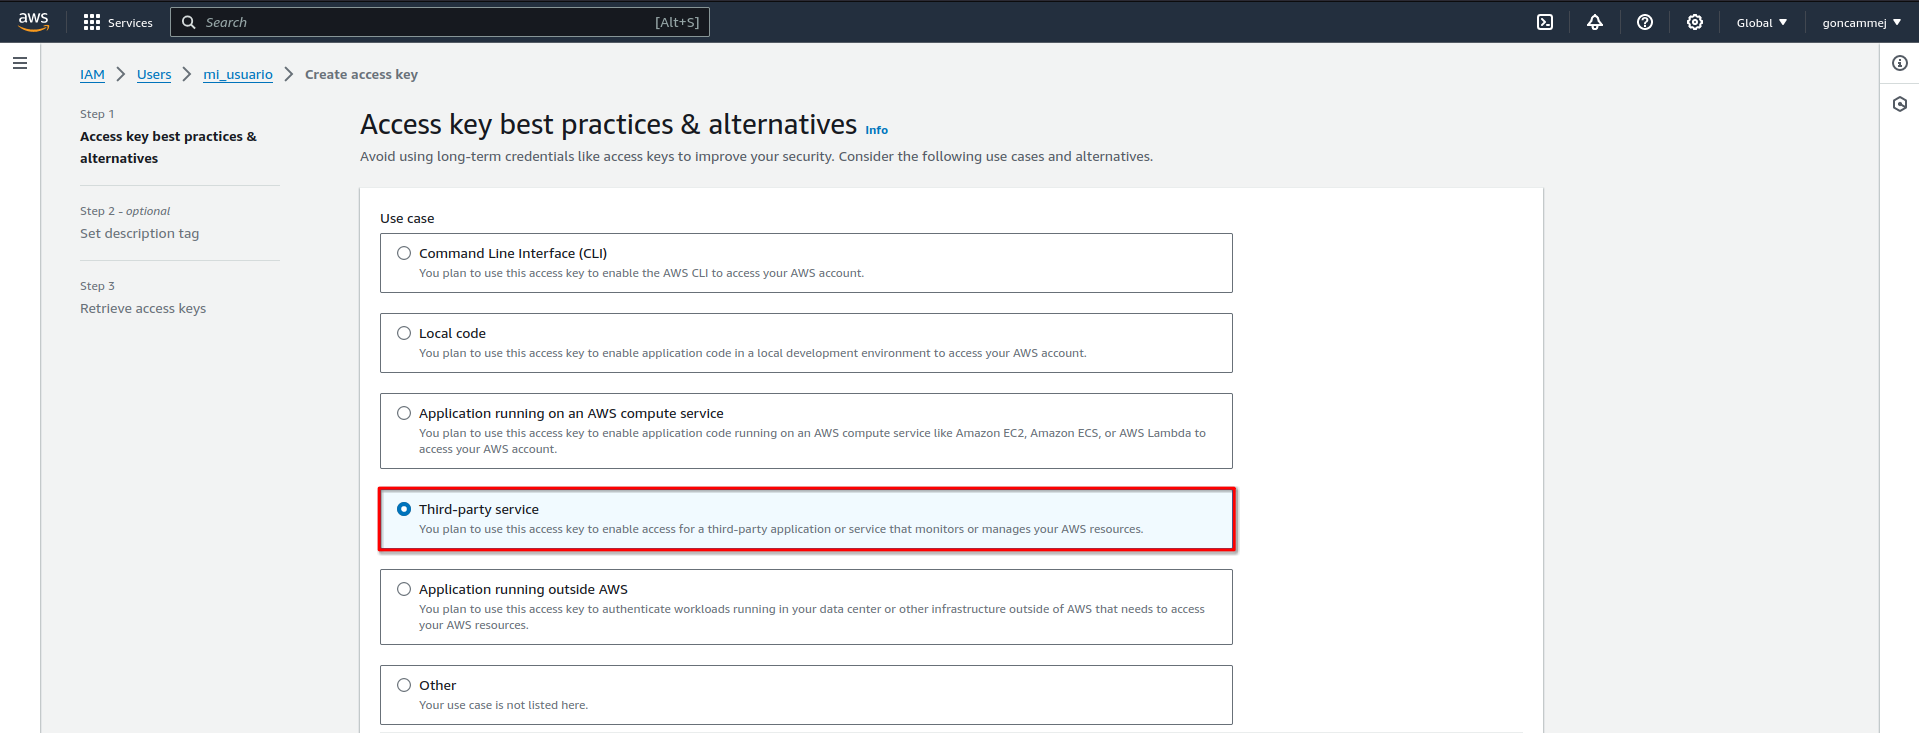 aws Services Search [Alt+S] Global goncammej
IAM Users mi_usuario Create access key
Step 1
Access key best practices &
alternatives
Step 2 - optional
Set description tag
Step 3
Retrieve access keys
Access key best practices & alternatives Info
Avoid using long-term credentials like access keys to improve your security. Consider the following use cases and alternatives.
Use case
Command Line Interface (CLI)
You plan to use this access key to enable the AWS CLI to access your AWS account.
Local code
You plan to use this access key to enable application code in a local development environment to access your AWS account.
Application running on an AWS compute service
You plan to use this access key to enable application code running on an AWS compute service like Amazon EC2, Amazon ECS, or AWS Lambda to
access your AWS account.
Third-party service
You plan to use this access key to enable access for a third-party application or service that monitors or manages your AWS resources.
Application running outside AWS
You plan to use this access key to authenticate workloads running in your data center or other infrastructure outside of AWS that needs to access
your AWS resources.
Other
Your use case is not listed here.